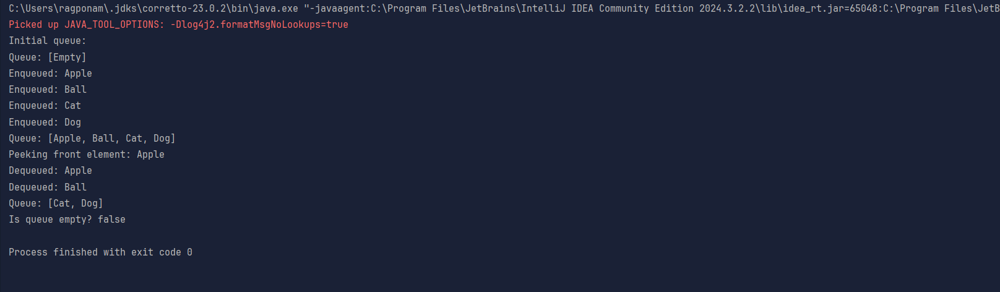 C:\Users\ragponam\.jdks\corretto-23.0.2\bin\java.exe "-javaagent:C:\Program Files\JetBrains\IntelliJ IDEA Community Edition 2024.3.2.2\lib\idea_rt.jar=65048:C:\Program Files\JetB
Picked up JAVA_TOOL_OPTIONS: -Dlog4j2.formatMsgNoLookups=true
Initial queue:
Queue: [Empty]
Enqueued: Apple
Enqueued: Ball
Enqueued: Cat
Enqueued: Dog
Queue: [Apple, Ball, Cat, Dog]
Peeking front element: Apple
Dequeued: Apple
Dequeued: Ball
Queue: [Cat, Dog]
Is queue empty? false
Process finished with exit code 0